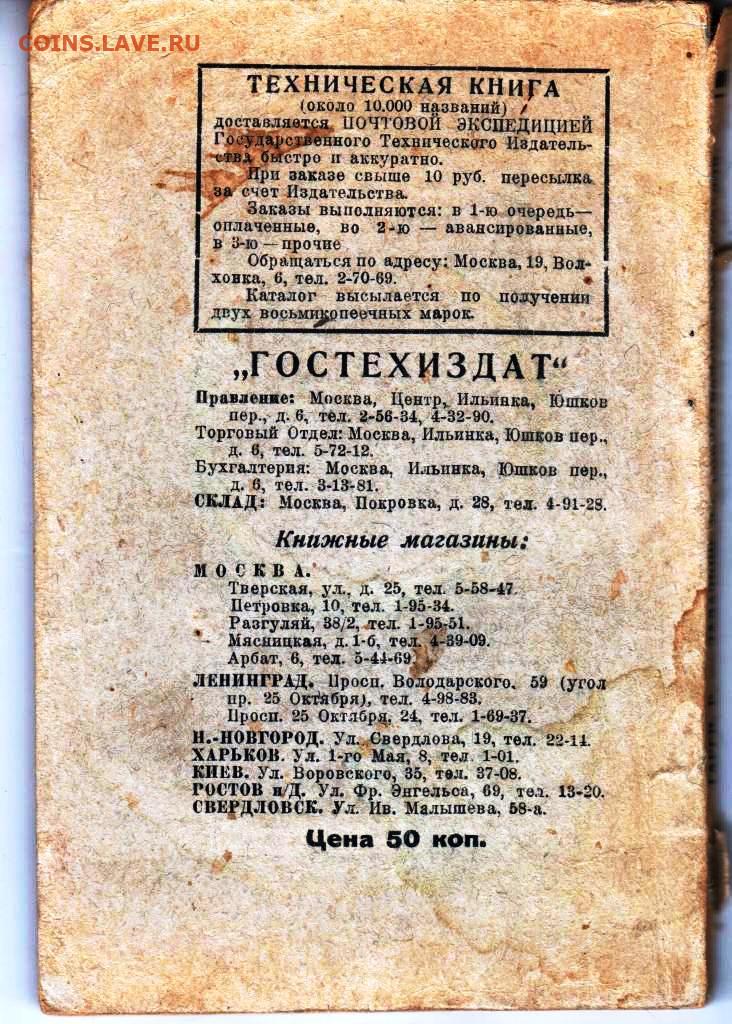 COINS.LAVE.RU
ТЕХНИЧЕСКАЯ КНИГА
(около 10.000 названий)
доставляется ПОЧТОВОЙ ЭКСПЕДИЦИЕЙ
Государственного Технического Издатель-
ства быстро и аккуратно.
При заказе свыше 10 руб. пересылка
за счет Издательства.
Заказы выполняются: в 1-ю очередь—
оплаченные, во 2-ю — авансированные,
в 3-ю — прочие
Обращаться по адресу: Москва, 19, Вол-
хонка, 6, тел. 2-70-69.
Каталог высылается по получении
двух восьмикопеечных марок.
„ГОСТЕХИЗДАТ“
Правление: Москва, Центр, Ильинка, Юшков
пер., д. 6, тел. 2-56-34, 4-32-90.
Торговый Отдел: Москва, Ильинка, Юшков пер.,
д. 6, тел. 5-72-12.
Бухгалтерия: Москва, Ильинка, Юшков пер.,
д. 6, тел. 3-13-81.
СКЛАД: Москва, Покровка, д. 28, тел. 4-91-28.
Книжные магазины:
МОСКВА.
Тверская, ул., д. 25, тел. 5-58-47.
Петровка, 10, тел. 1-95-34.
Разгуляй, 38/2, тел. 1-95-51.
Мясницкая, д. 1-б, тел. 4-39-09.
Арбат, 6, тел. 5-44-69.
ЛЕНИНГРАД. Просп. Володарского. 59 (угол
пр. 25 Октября), тел. 4-98-83.
Просп. 25 Октября, 24, тел. 1-69-37.
Н.-НОВГОРОД. Ул. Свердлова, 19, тел. 22-14.
ХАРЬКОВ. Ул. 1-го Мая, 8, тел. 1-01.
КИЕВ. Ул. Воровского, 35, тел. 37-08.
РОСТОВ н/Д. Ул. Фр. Энгельса, 69, тел. 13-20.
СВЕРДЛОВСК. Ул. Ив. Малышева, 58-а.
Цена 50 коп.